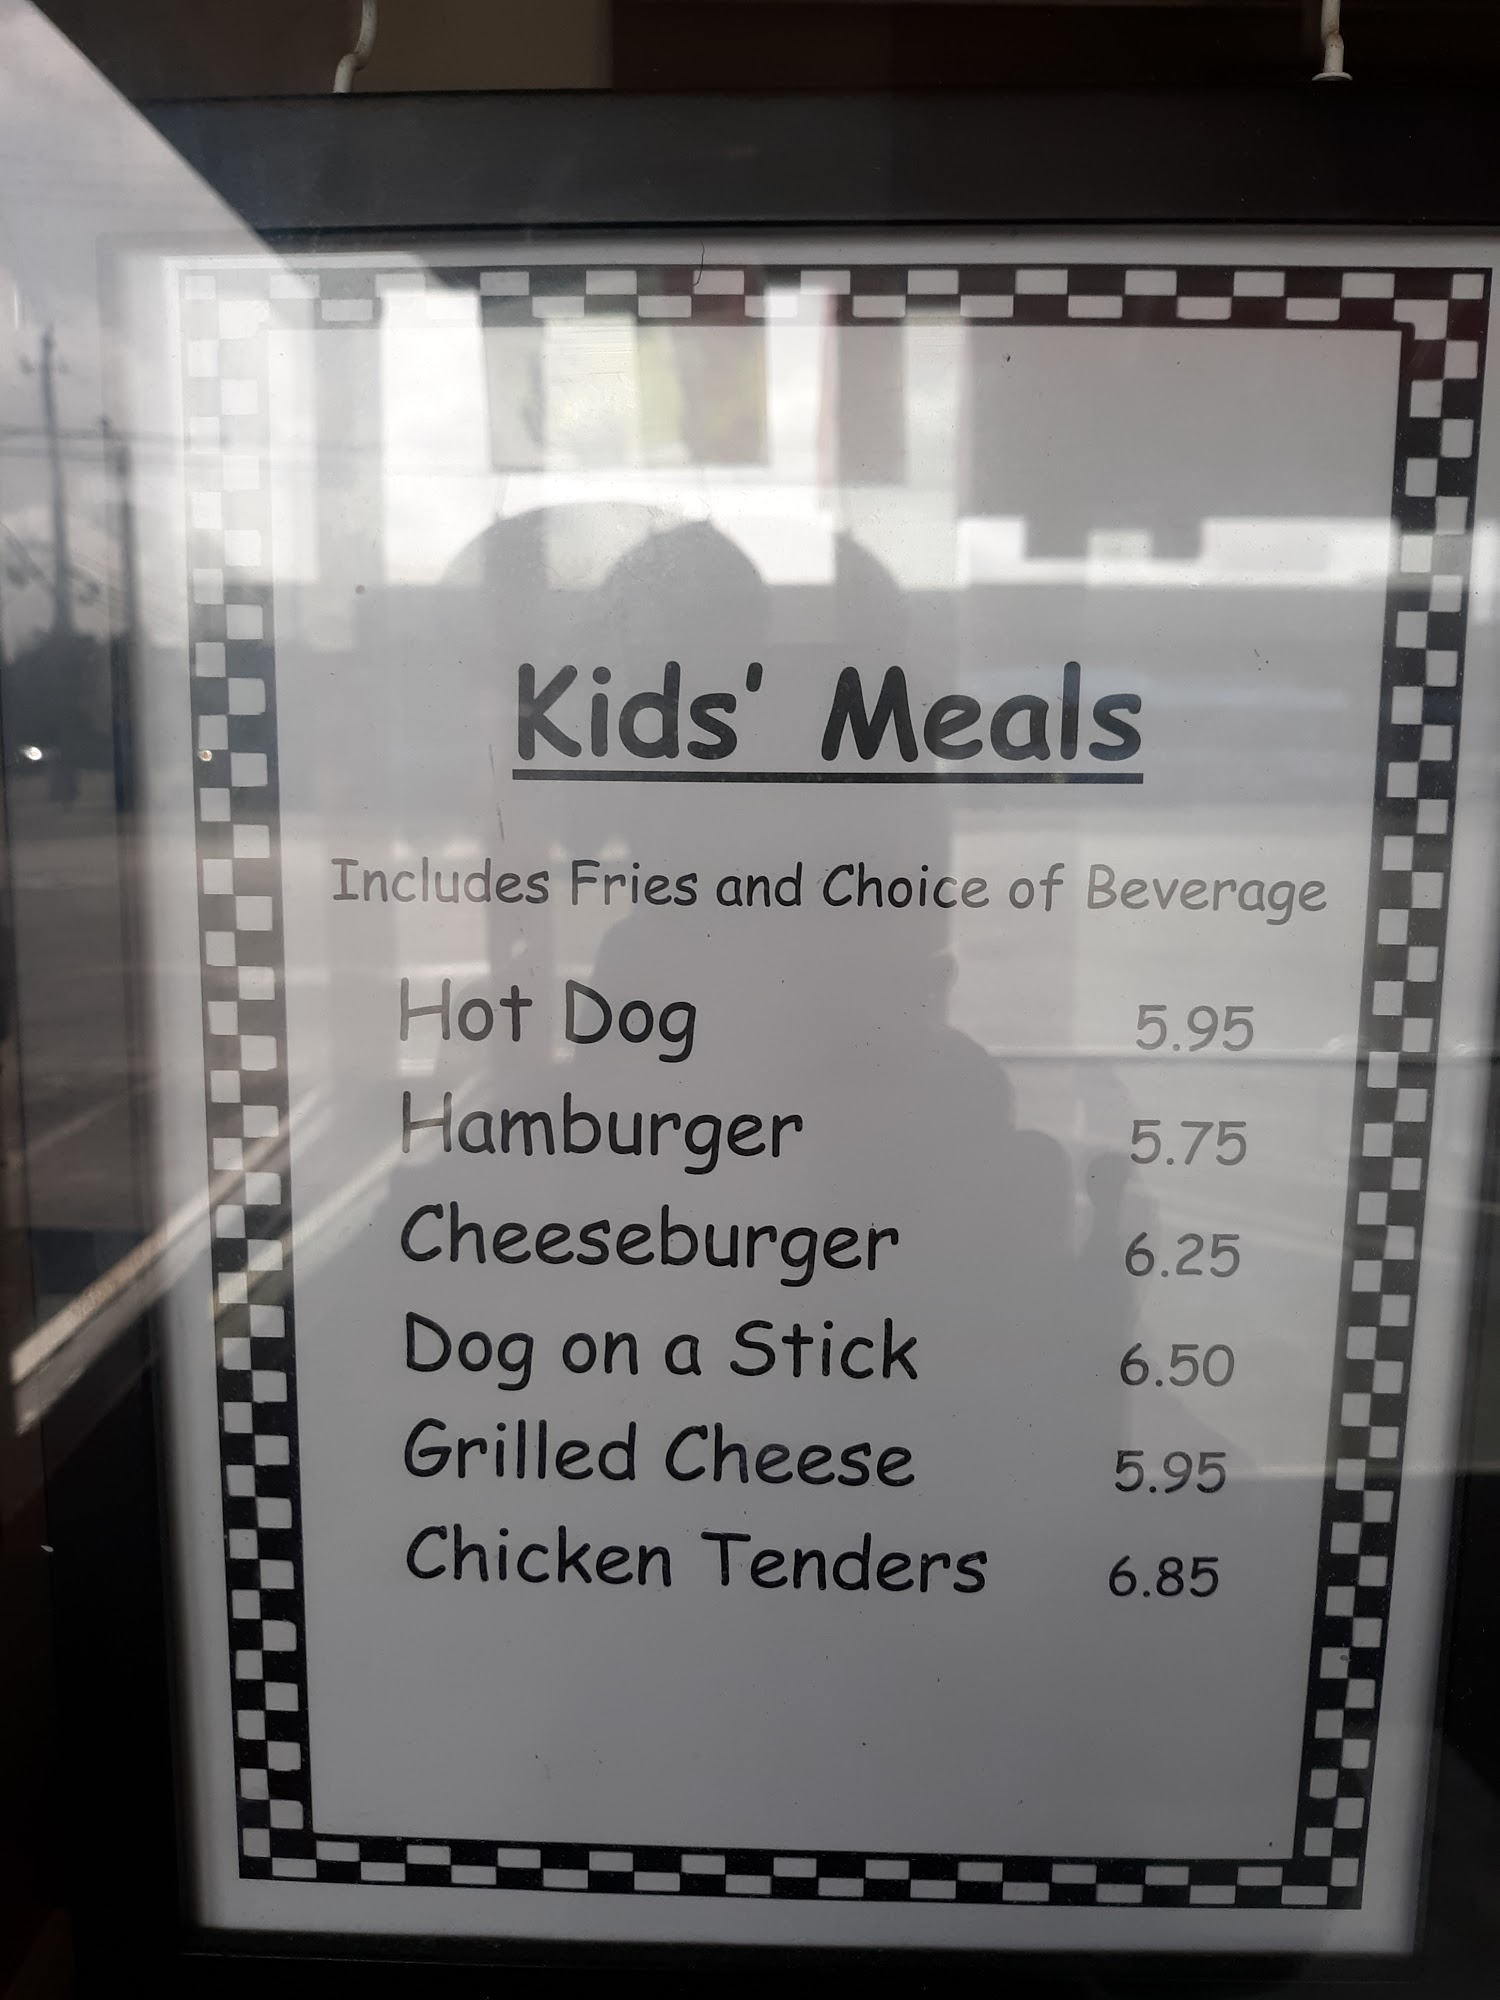 Kids' Meals
Includes Fries and Choice of Beverage
Hot Dog 5.95
Hamburger 5.75
Cheeseburger 6.25
Dog on a Stick 6.50
Grilled Cheese 5.95
Chicken Tenders 6.85